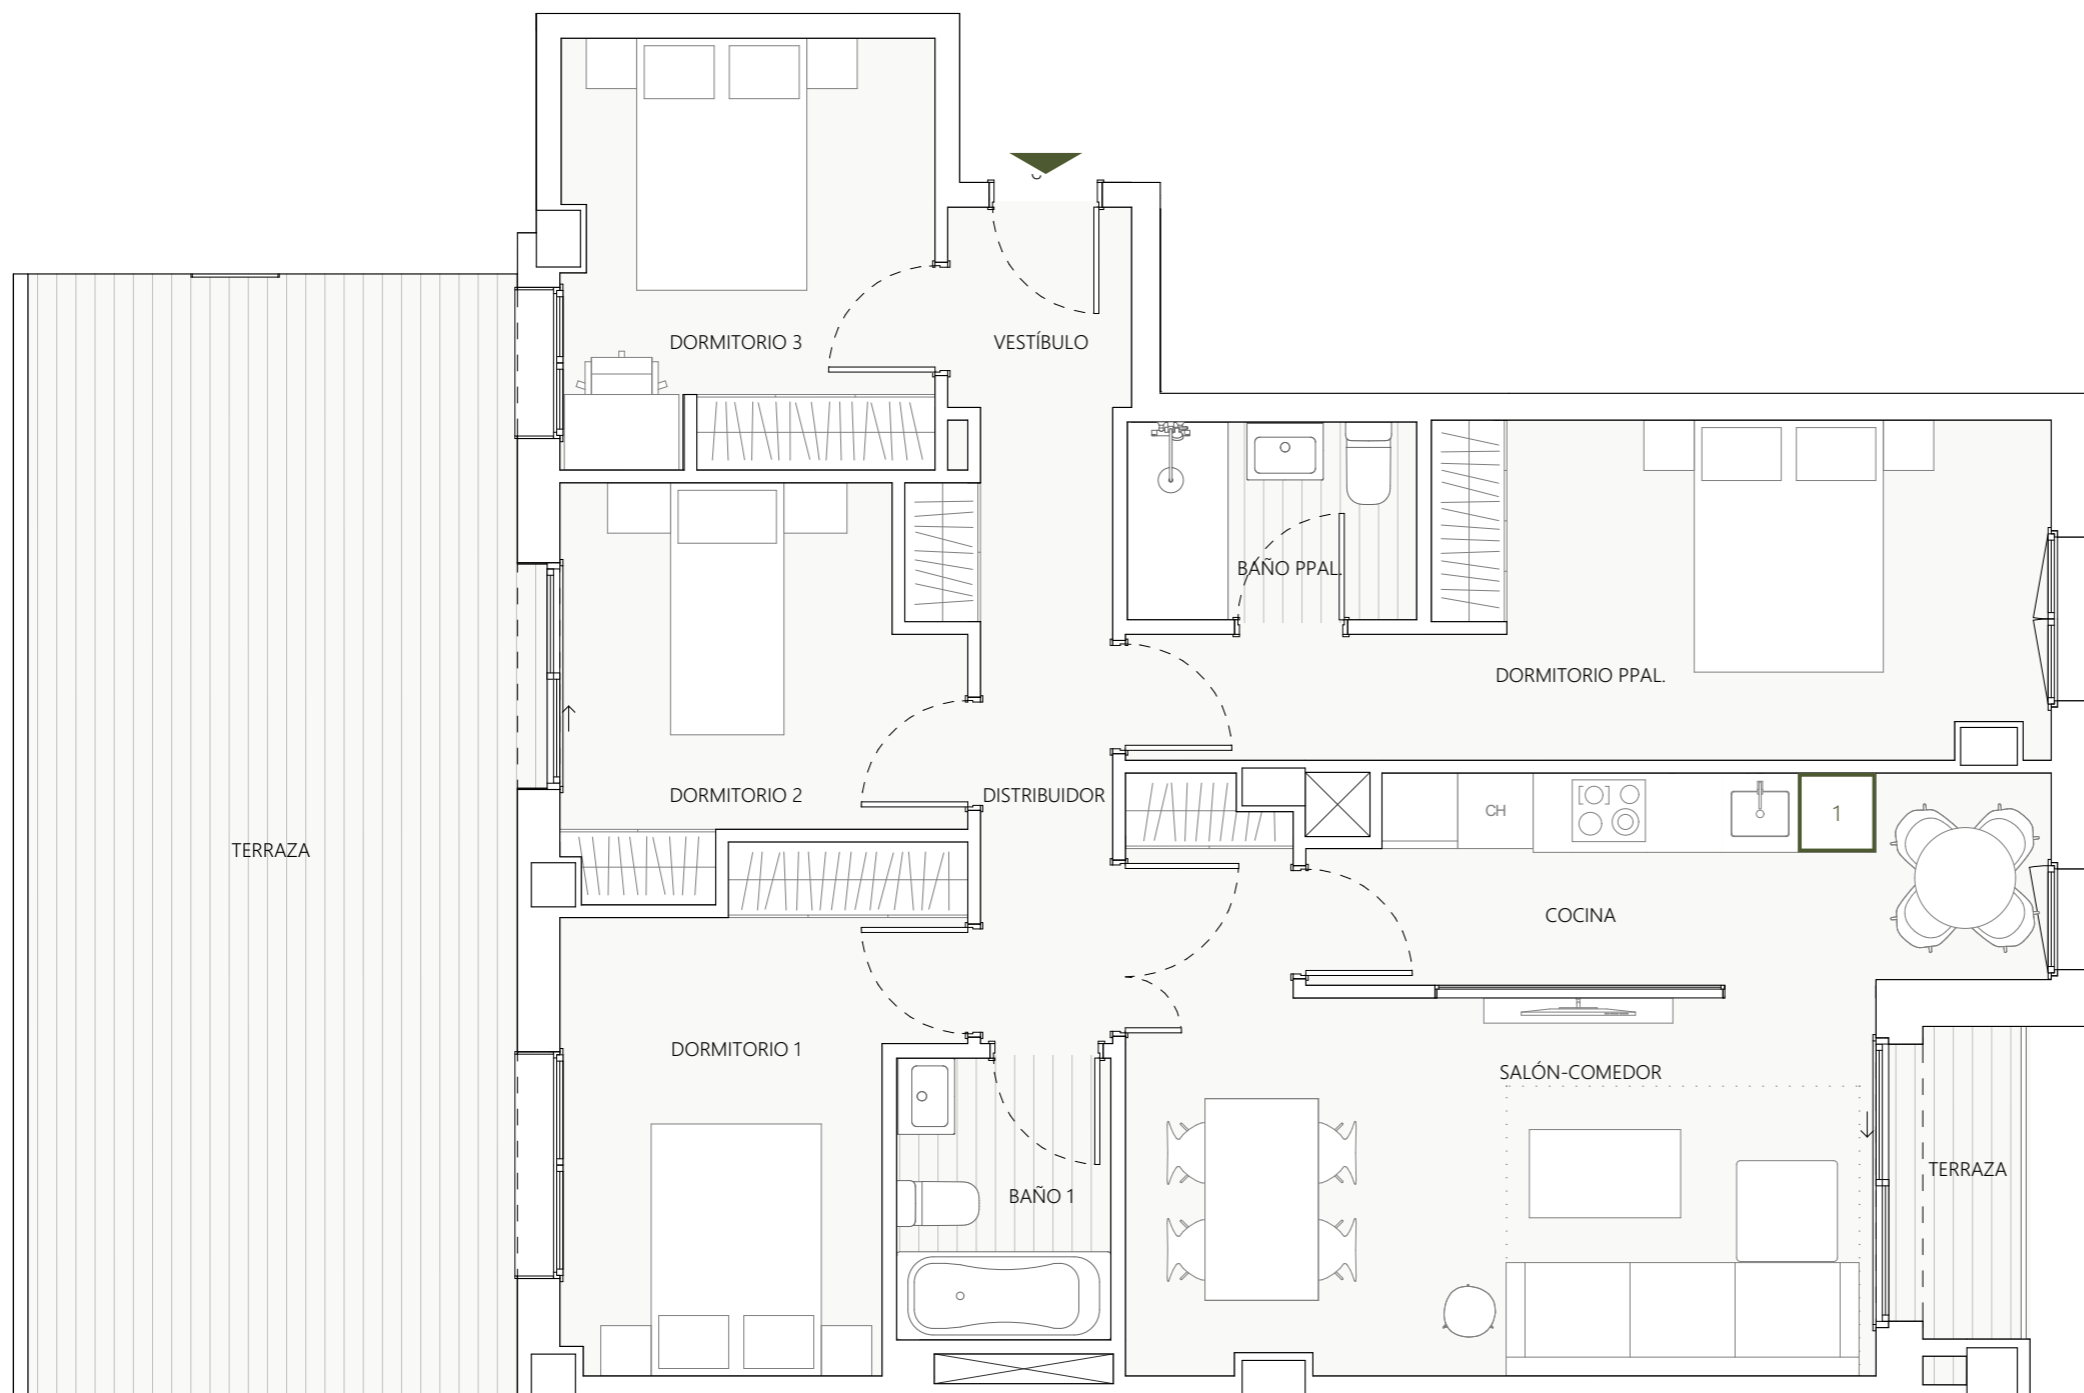 DORMITORIO 3
VESTÍBULO
BAÑO PPAL.
DORMITORIO PPAL.
DORMITORIO 2
DISTRIBUIDOR
CH
1
TERRAZA
COCINA
DORMITORIO 1
SALÓN-COMEDOR
TERRAZA
BAÑO 1